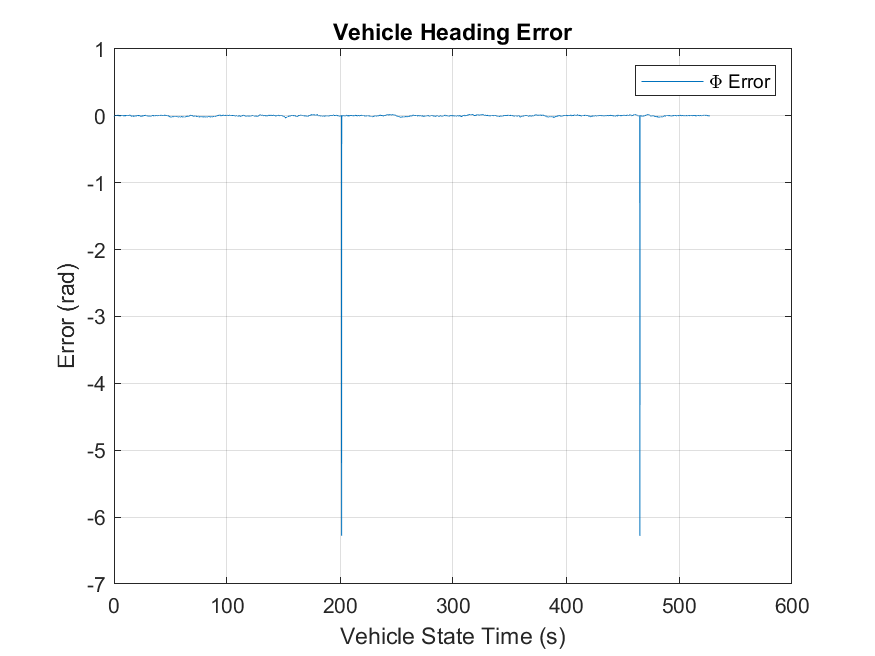 Vehicle Heading Error
1
0
-1
-2
-3
-4
-5
-6
-7
Error (rad)
Φ Error
0 100 200 300 400 500 600
Vehicle State Time (s)